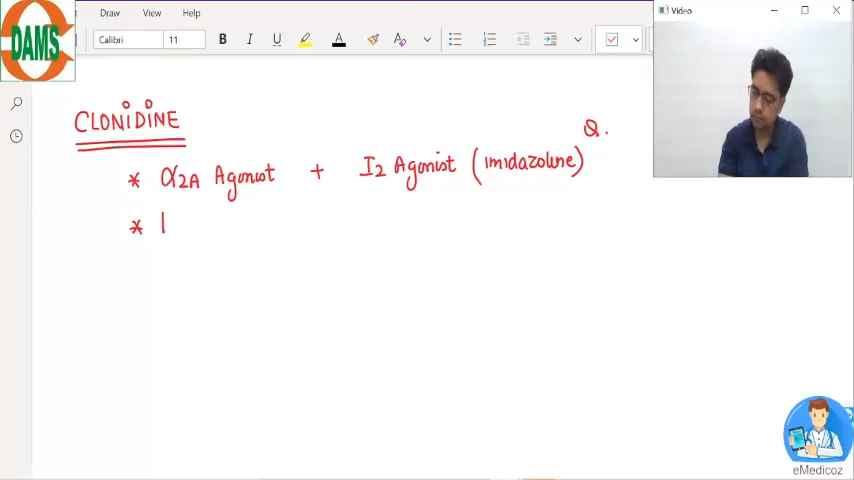 DAMS
Draw View Help
Video
Calibri 11 B I U A A
CLONIDINE
Q.
* α2A Agonist + I2 Agonist (imidazoline)
* I
eMedicoz